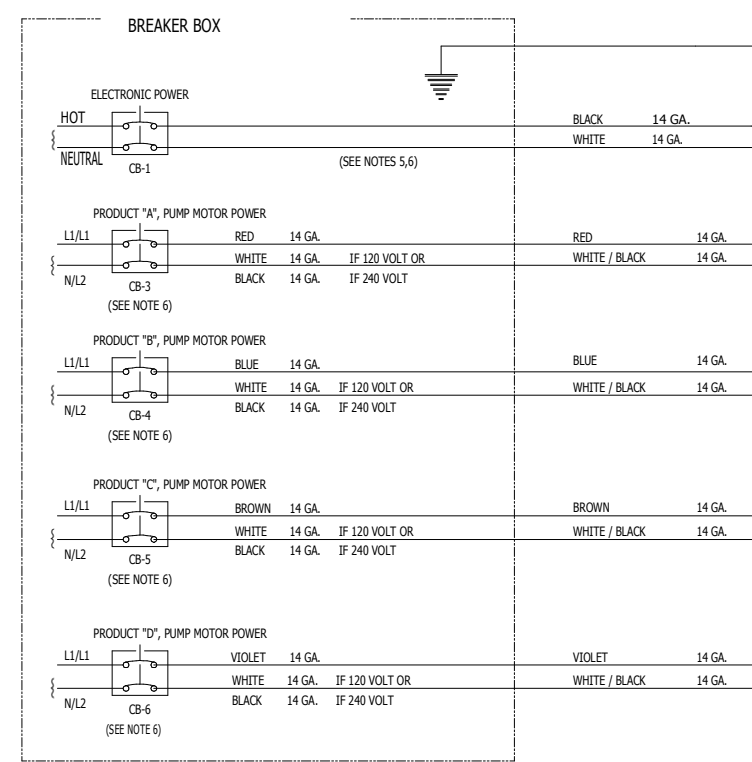 BREAKER BOX
ELECTRONIC POWER
HOT
BLACK 14 GA.
WHITE 14 GA.
NEUTRAL
CB-1
(SEE NOTES 5,6)
PRODUCT "A", PUMP MOTOR POWER
L1/L1 RED 14 GA. RED 14 GA.
WHITE 14 GA. IF 120 VOLT OR WHITE / BLACK 14 GA.
N/L2 BLACK 14 GA. IF 240 VOLT
CB-3
(SEE NOTE 6)
PRODUCT "B", PUMP MOTOR POWER
L1/L1 BLUE 14 GA. BLUE 14 GA.
WHITE 14 GA. IF 120 VOLT OR WHITE / BLACK 14 GA.
N/L2 BLACK 14 GA. IF 240 VOLT
CB-4
(SEE NOTE 6)
PRODUCT "C", PUMP MOTOR POWER
L1/L1 BROWN 14 GA. BROWN 14 GA.
WHITE 14 GA. IF 120 VOLT OR WHITE / BLACK 14 GA.
N/L2 BLACK 14 GA. IF 240 VOLT
CB-5
(SEE NOTE 6)
PRODUCT "D", PUMP MOTOR POWER
L1/L1 VIOLET 14 GA. VIOLET 14 GA.
WHITE 14 GA. IF 120 VOLT OR WHITE / BLACK 14 GA.
N/L2 BLACK 14 GA. IF 240 VOLT
CB-6
(SEE NOTE 6)